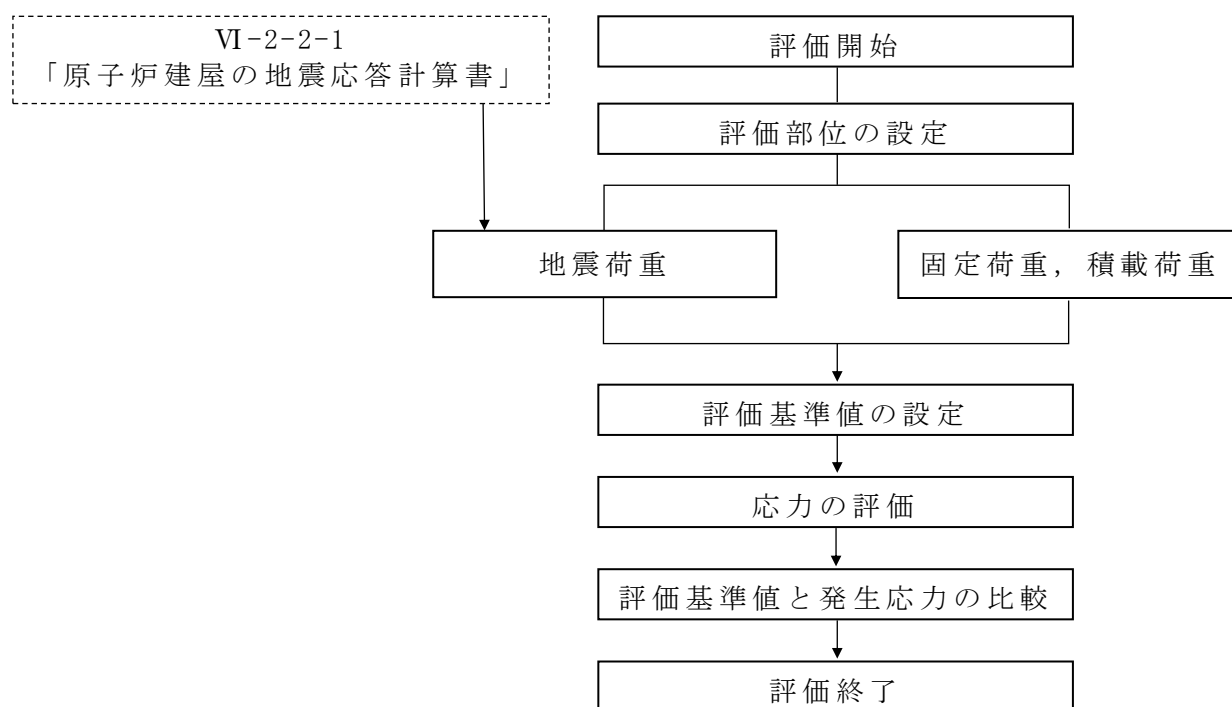 Ⅵ-2-2-1
「原子炉建屋の地震応答計算書」
評価開始
評価部位の設定
地震荷重
固定荷重，積載荷重
評価基準値の設定
応力の評価
評価基準値と発生応力の比較
評価終了